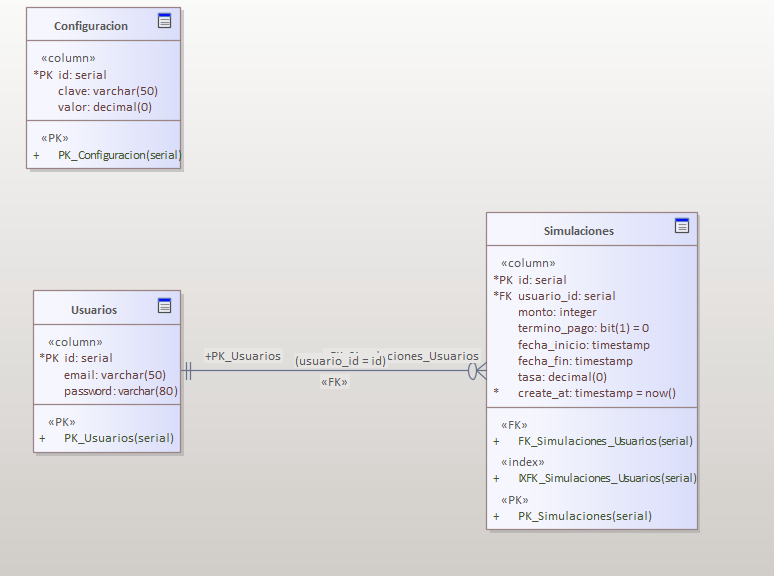 Configuracion
«column»
*PK id: serial
clave: varchar(50)
valor: decimal(0)
«PK»
+ PK_Configuracion(serial)
Usuarios
«column»
*PK id: serial
email: varchar(50)
password: varchar(80)
«PK»
+ PK_Usuarios(serial)
+PK_Usuarios
ciones_Usuarios
(usuario_id = id)
«FK»
Simulaciones
«column»
*PK id: serial
*FK usuario_id: serial
monto: integer
termino_pago: bit(1) = 0
fecha_inicio: timestamp
fecha_fin: timestamp
tasa: decimal(0)
* create_at: timestamp = now()
«FK»
+ FK_Simulaciones_Usuarios(serial)
«index»
+ IXFK_Simulaciones_Usuarios(serial)
«PK»
+ PK_Simulaciones(serial)